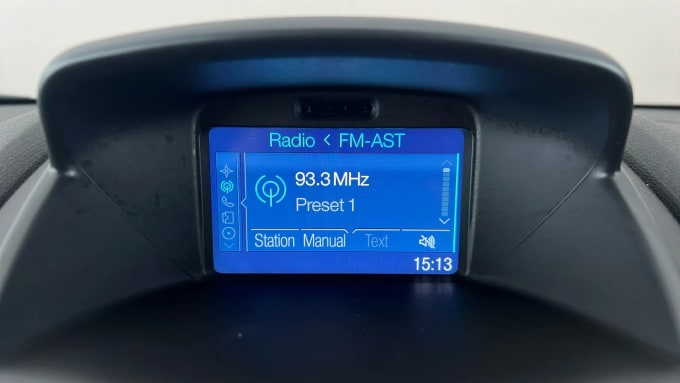 Radio < FM-AST
93.3 MHz
Preset 1
Station Manual Text
15:13